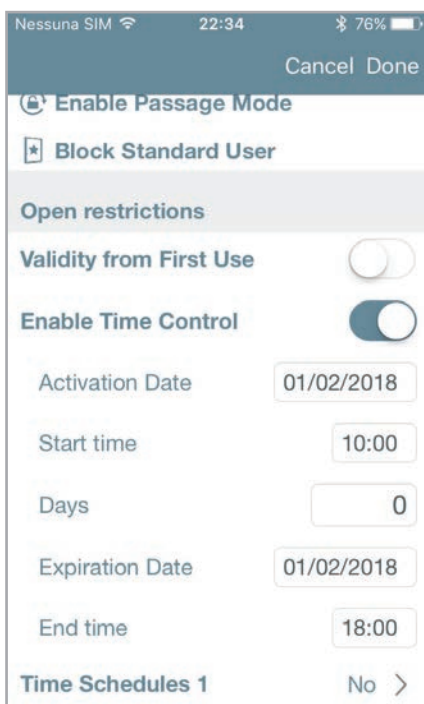 Nessuna SIM 22:34 76%
Cancel Done
Enable Passage Mode
Block Standard User
Open restrictions
Validity from First Use
Enable Time Control
Activation Date 01/02/2018
Start time 10:00
Days 0
Expiration Date 01/02/2018
End time 18:00
Time Schedules 1 No >